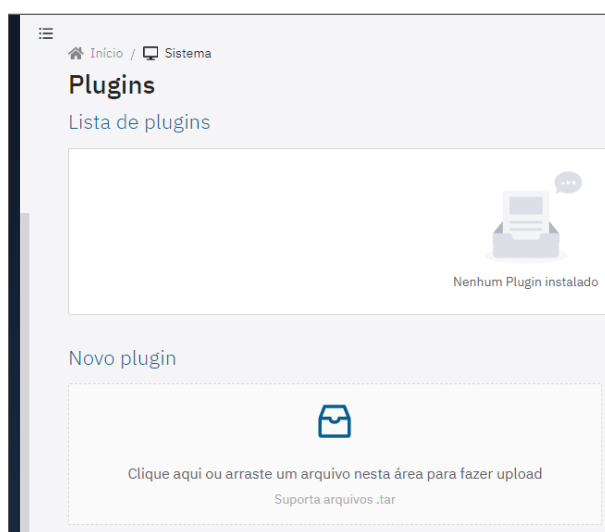 Início / Sistema
Plugins
Lista de plugins
Nenhum Plugin instalado
Novo plugin
Clique aqui ou arraste um arquivo nesta área para fazer upload
Suporta arquivos .tar